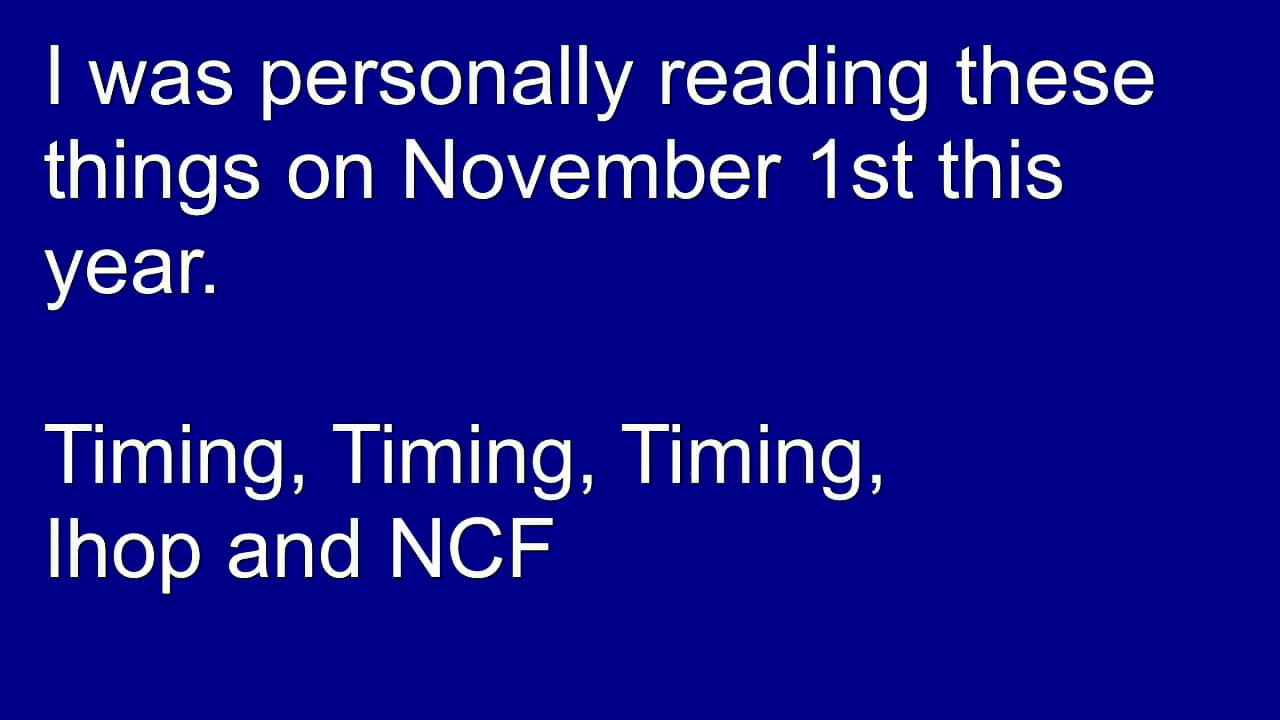 I was personally reading these
things on November 1st this
year.
Timing, Timing, Timing,
Ihop and NCF